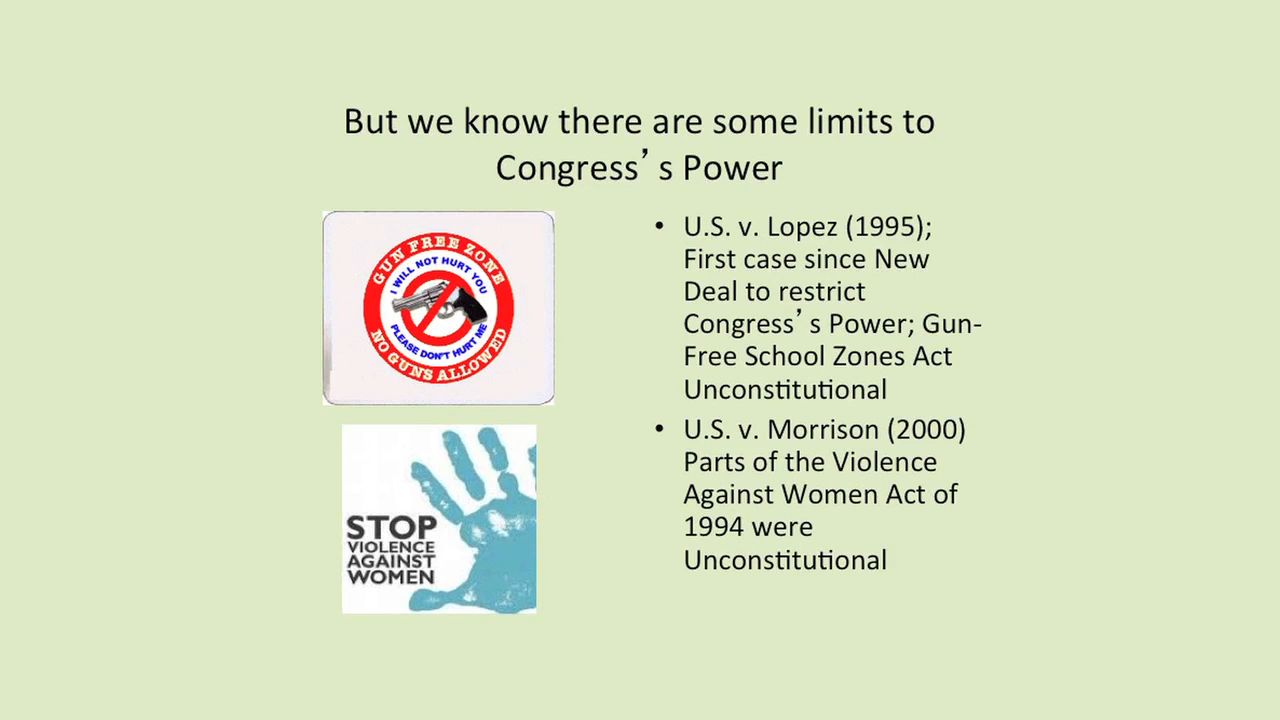 But we know there are some limits to
Congress’s Power
GUN FREE ZONE
I WILL NOT HURT YOU
PLEASE DON'T HURT ME
NO GUNS ALLOWED
STOP
VIOLENCE
AGAINST
WOMEN
• U.S. v. Lopez (1995);
First case since New
Deal to restrict
Congress’s Power; Gun-
Free School Zones Act
Unconstitutional
• U.S. v. Morrison (2000)
Parts of the Violence
Against Women Act of
1994 were
Unconstitutional